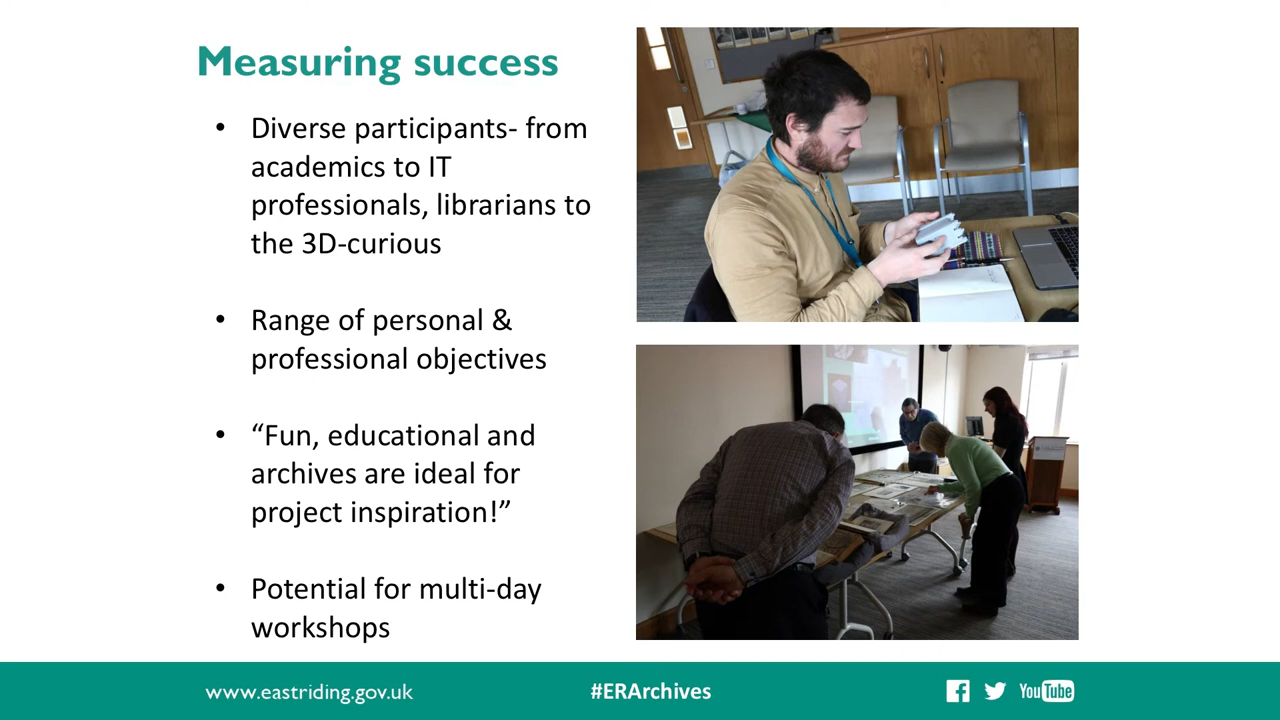 Measuring success
• Diverse participants- from
academics to IT
professionals, librarians to
the 3D-curious
• Range of personal &
professional objectives
• “Fun, educational and
archives are ideal for
project inspiration!”
• Potential for multi-day
workshops
www.eastriding.gov.uk
#ERArchives
YouTube